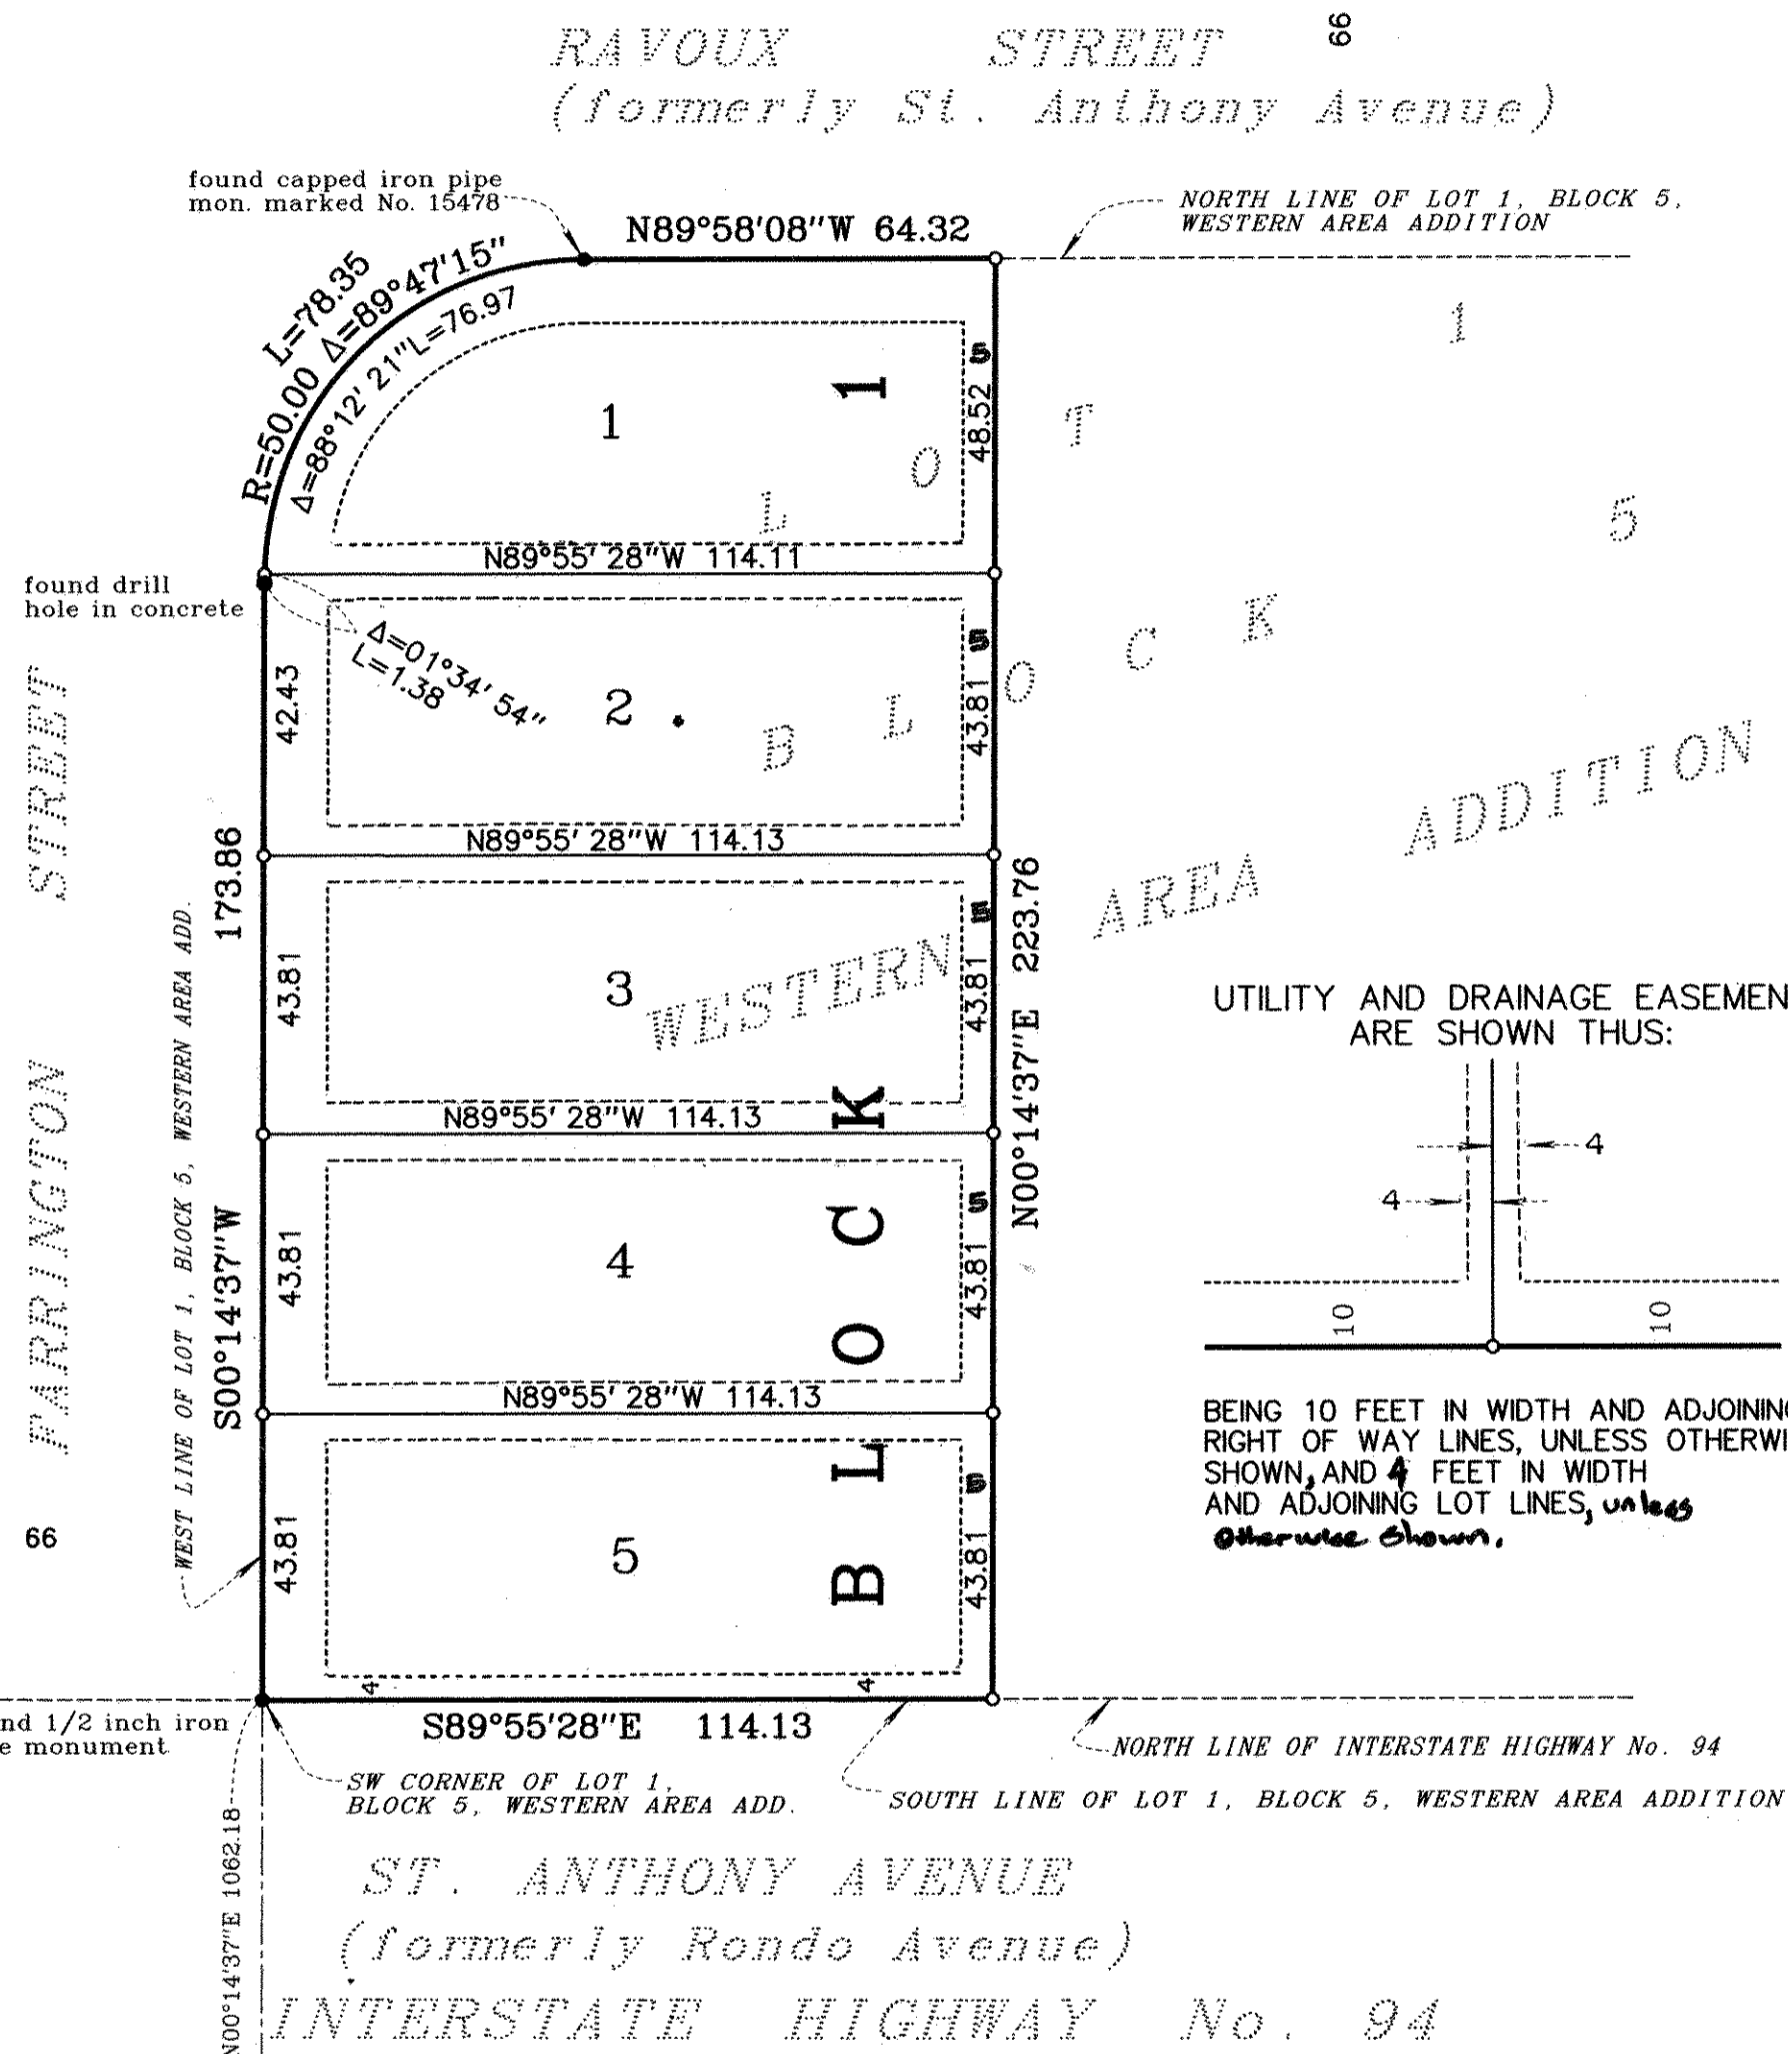 66
RAVOUX STREET
(formerly St. Anthony Avenue)
found capped iron pipe
mon. marked No. 15478
N89°58'08"W 64.32
NORTH LINE OF LOT 1, BLOCK 5,
WESTERN AREA ADDITION
L=78.35
R=50.00 Δ=89°47'15"
Δ=88°12'21" L=76.97
1
1
48.52
5
LOT 1
N89°55'28"W 114.11
found drill
hole in concrete
Δ=01°34'54"
L=1.38
42.43
2
43.81
5
BLOCK 5
N89°55'28"W 114.13
FARRINGTON STREET
66
WEST LINE OF LOT 1, BLOCK 5, WESTERN AREA ADD.
S00°14'37"W 173.86
43.81
3
43.81
5
WESTERN AREA ADDITION
N00°14'37"E 223.76
N89°55'28"W 114.13
43.81
4
43.81
5
BLOCK
N89°55'28"W 114.13
43.81
5
43.81
5
4
4
UTILITY AND DRAINAGE EASEMEN
ARE SHOWN THUS:
4
4
10
10
BEING 10 FEET IN WIDTH AND ADJOINING
RIGHT OF WAY LINES, UNLESS OTHERWI
SHOWN, AND 4 FEET IN WIDTH
AND ADJOINING LOT LINES, unless
otherwise shown.
nd 1/2 inch iron
e monument
S89°55'28"E 114.13
NORTH LINE OF INTERSTATE HIGHWAY No. 94
SW CORNER OF LOT 1,
BLOCK 5, WESTERN AREA ADD.
SOUTH LINE OF LOT 1, BLOCK 5, WESTERN AREA ADDITION
N00°14'37"E 1062.18
ST. ANTHONY AVENUE
(formerly Rondo Avenue)
INTERSTATE HIGHWAY No. 94